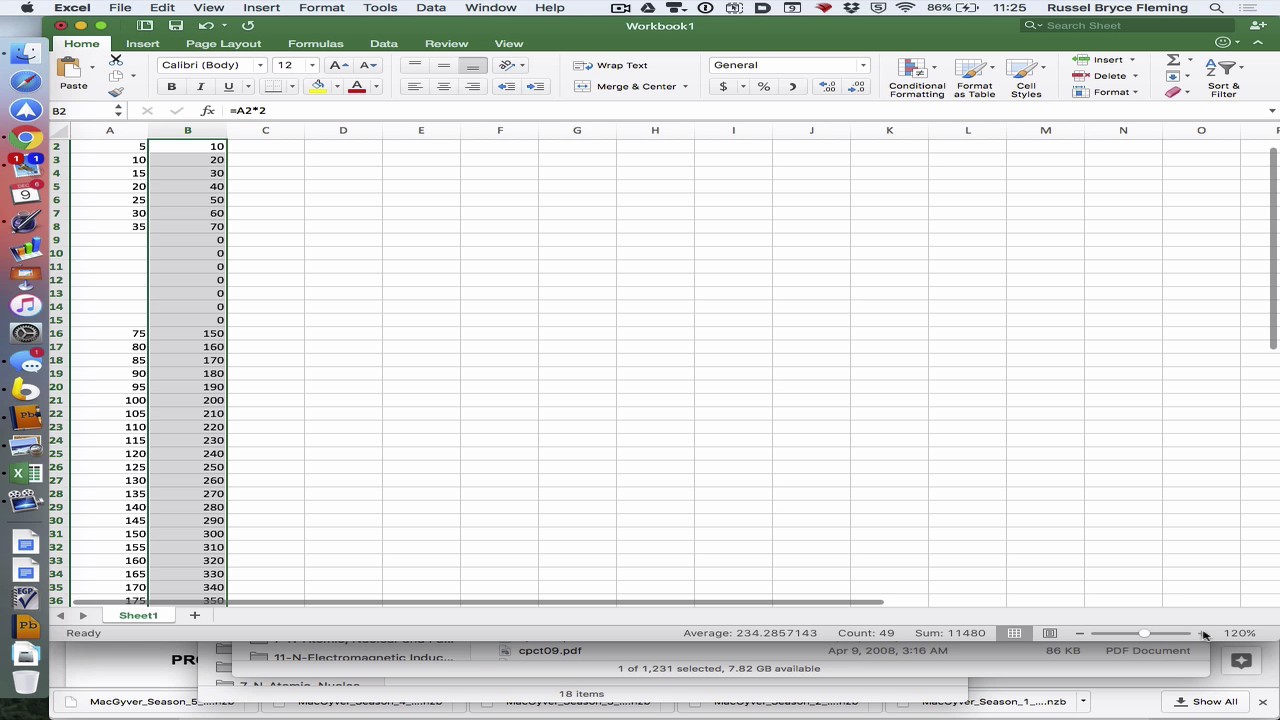 Excel File Edit View Insert Format Tools Data Window Help 9 5 86% 11:25 Russel Bryce Fleming
Workbook1
Search Sheet
Home Insert Page Layout Formulas Data Review View
Paste
Calibri (Body) 12 A A
B I U A
Wrap Text
Merge & Center
General
$ % )
Conditional Formatting
Format as Table
Cell Styles
Insert
Delete
Format
Sort & Filter
B2 fx =A2*2
A B C D E F G H I J K L M N O
2 5 10
3 10 20
4 15 30
5 20 40
6 25 50
7 30 60
8 35 70
9 0
10 0
11 0
12 0
13 0
14 0
15 0
16 75 150
17 80 160
18 85 170
19 90 180
20 95 190
21 100 200
22 105 210
23 110 220
24 115 230
25 120 240
26 125 250
27 130 260
28 135 270
29 140 280
30 145 290
31 150 300
32 155 310
33 160 320
34 165 330
35 170 340
36 175 350
Sheet1
Ready Average: 234.2857143 Count: 49 Sum: 11480 120%
PRO
11-N-Electromagnetic Induc...
cpct09.pdf Apr 9, 2008, 3:16 AM 86 KB PDF Document
1 of 1,231 selected, 7.82 GB available
18 items
MacGyver_Season_5_....nzb MacGyver_Season_4_....nzb MacGyver_Season_3_....nzb MacGyver_Season_2_....nzb MacGyver_Season_1_....nzb Show All